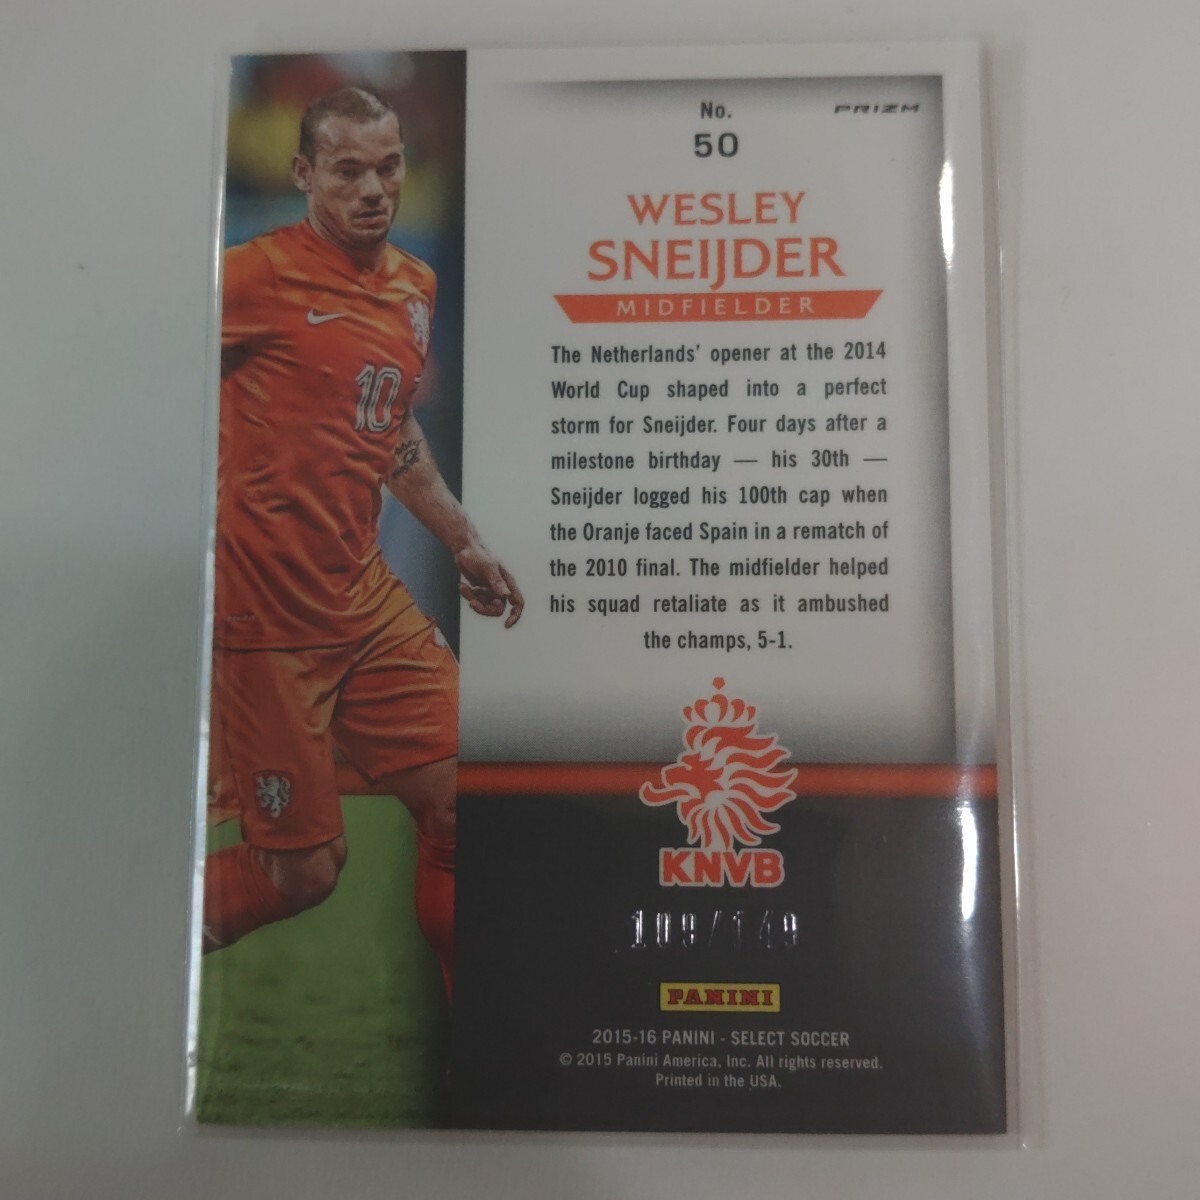 No.
50
PRIZM
WESLEY
SNEIJDER
MIDFIELDER
The Netherlands' opener at the 2014
World Cup shaped into a perfect
storm for Sneijder. Four days after a
milestone birthday — his 30th —
Sneijder logged his 100th cap when
the Oranje faced Spain in a rematch of
the 2010 final. The midfielder helped
his squad retaliate as it ambushed
the champs, 5-1.
10
KNVB
109/149
PANINI
2015-16 PANINI - SELECT SOCCER
© 2015 Panini America, Inc. All rights reserved.
Printed in the USA.